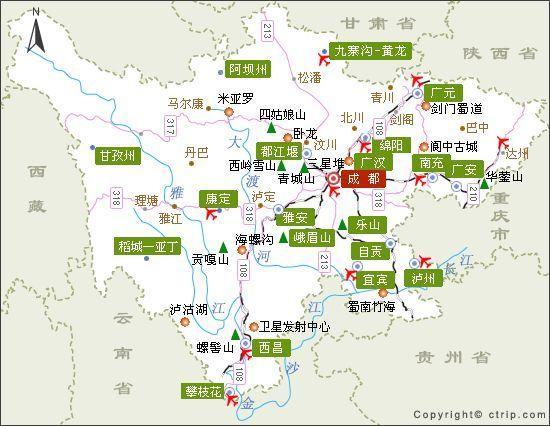 甘肃省
陕西省
213
九寨沟-黄龙
阿坝州
松潘
广元
马尔康
米亚罗
青川
剑门蜀道
四姑娘山
北川
剑阁
108
317
大
卧龙
汶川
绵阳
阆中古城
巴中
达州
甘孜州
丹巴
都江堰
三星堆
广汉
西岭雪山
青城山
成都
南充
广安
华蓥山
西藏
雅
渡
318
318
210
理塘
康定
泸定
雅安
318
318
雅江
乐山
重庆市
稻城—亚丁
海螺沟
峨眉山
自贡
贡嘎山
河
213
宜宾
泸州
长
江
108
108
江
蜀南竹海
泸沽湖
江
卫星发射中心
云南省
螺髻山
西昌
沙
贵州省
108
攀枝花
金
Copyright© ctrip.com